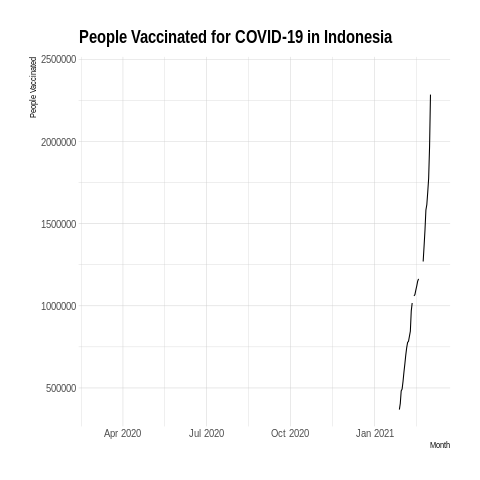 People Vaccinated for COVID-19 in Indonesia
People Vaccinated
2500000
2000000
1500000
1000000
500000
Apr 2020 Jul 2020 Oct 2020 Jan 2021
Month